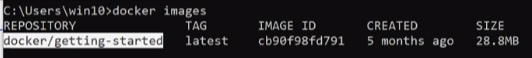 C:\Users\win10>docker images
REPOSITORY TAG IMAGE ID CREATED SIZE
docker/getting-started latest cb90f98fd791 5 months ago 28.8MB